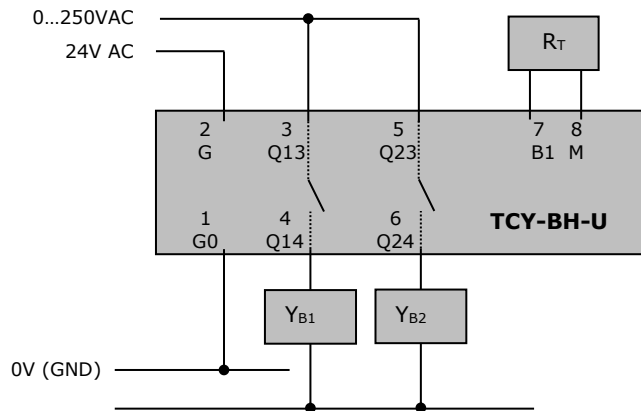 0...250VAC
24V AC
RT
2 3 5 7 8
G Q13 Q23 B1 M
1 4 6 TCY-BH-U
G0 Q14 Q24
YB1 YB2
0V (GND)